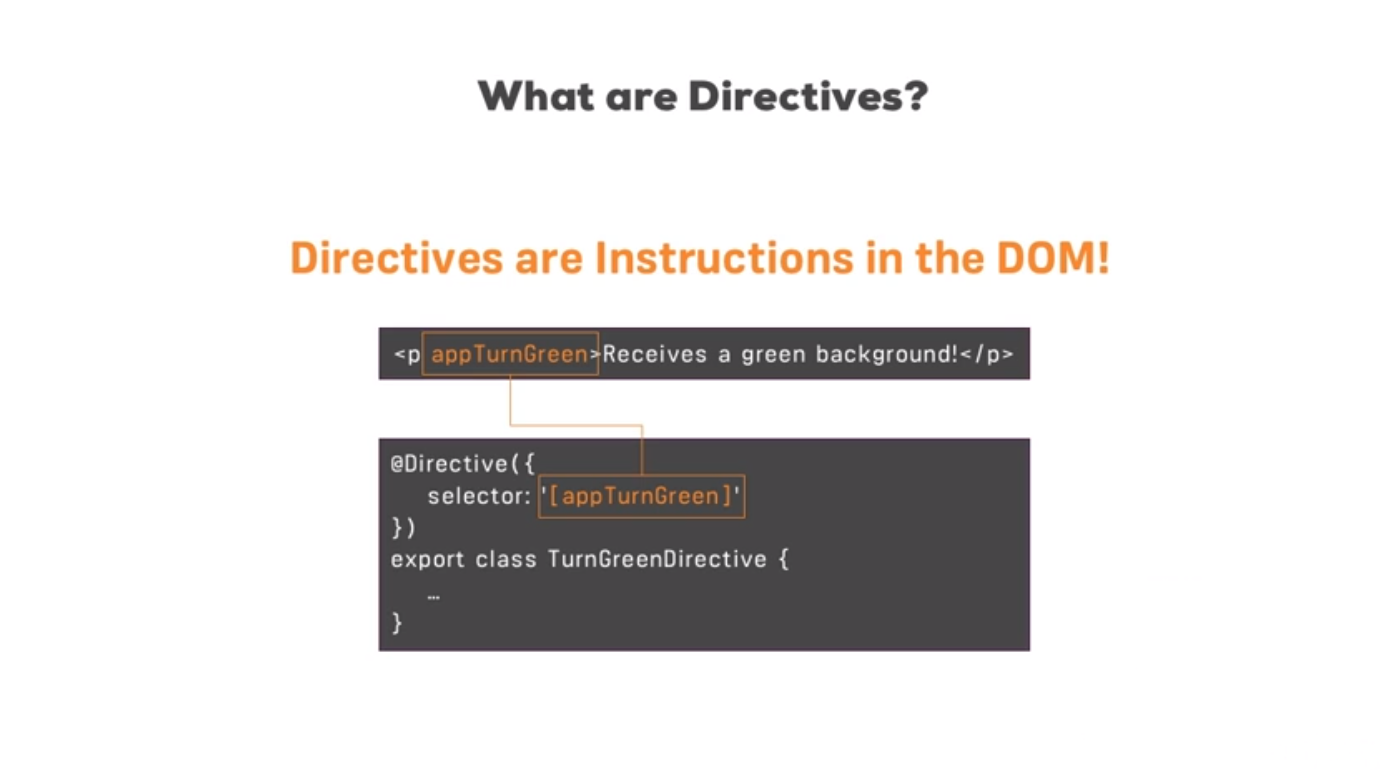 What are Directives?
Directives are Instructions in the DOM!
<p appTurnGreen>Receives a green background!</p>
@Directive({
selector: '[appTurnGreen]'
})
export class TurnGreenDirective {
…
}